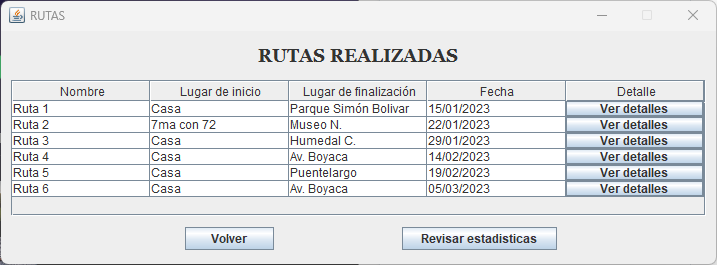 RUTAS
RUTAS REALIZADAS
Nombre Lugar de inicio Lugar de finalización Fecha Detalle
Ruta 1 Casa Parque Simón Bolivar 15/01/2023 Ver detalles
Ruta 2 7ma con 72 Museo N. 22/01/2023 Ver detalles
Ruta 3 Casa Humedal C. 29/01/2023 Ver detalles
Ruta 4 Casa Av. Boyaca 14/02/2023 Ver detalles
Ruta 5 Casa Puentelargo 19/02/2023 Ver detalles
Ruta 6 Casa Av. Boyaca 05/03/2023 Ver detalles
Volver Revisar estadisticas